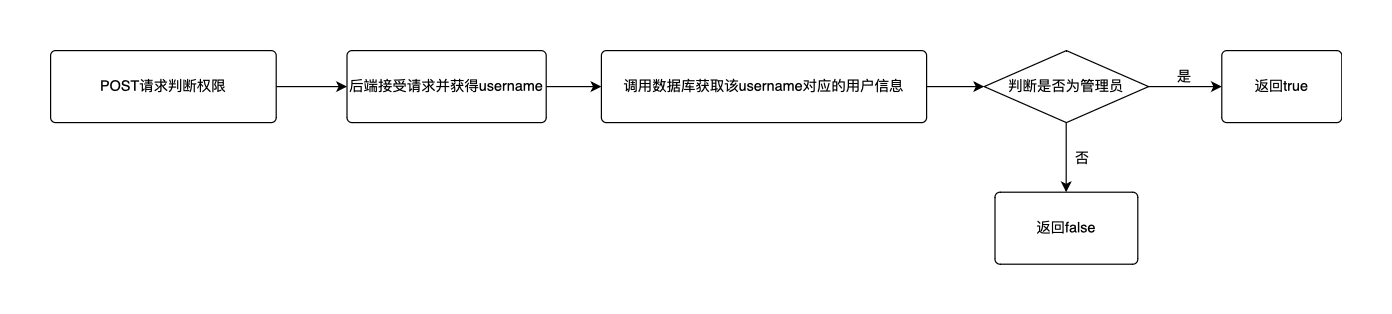 POST请求判断权限
后端接受请求并获得username
调用数据库获取该username对应的用户信息
判断是否为管理员
是
返回true
否
返回false